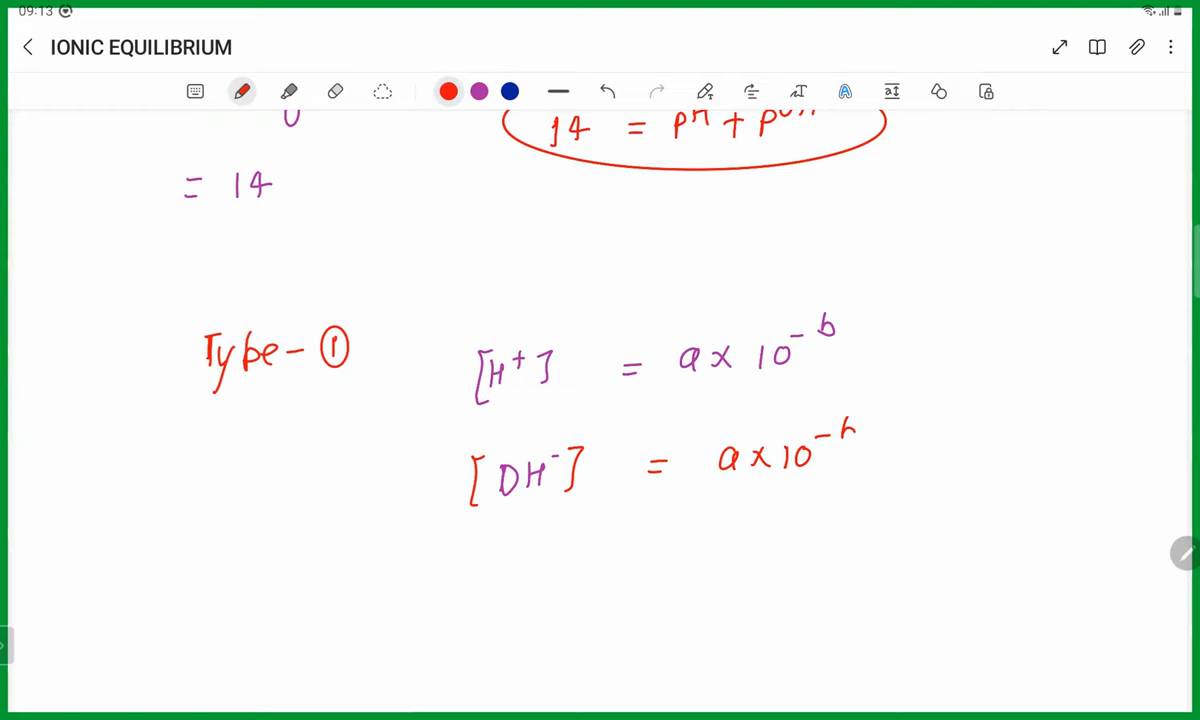 09:13
IONIC EQUILIBRIUM
14 = pH + pOH
= 14
Type - ①
[H⁺] = a × 10⁻ᵇ
[OH⁻] = a × 10⁻ʰ